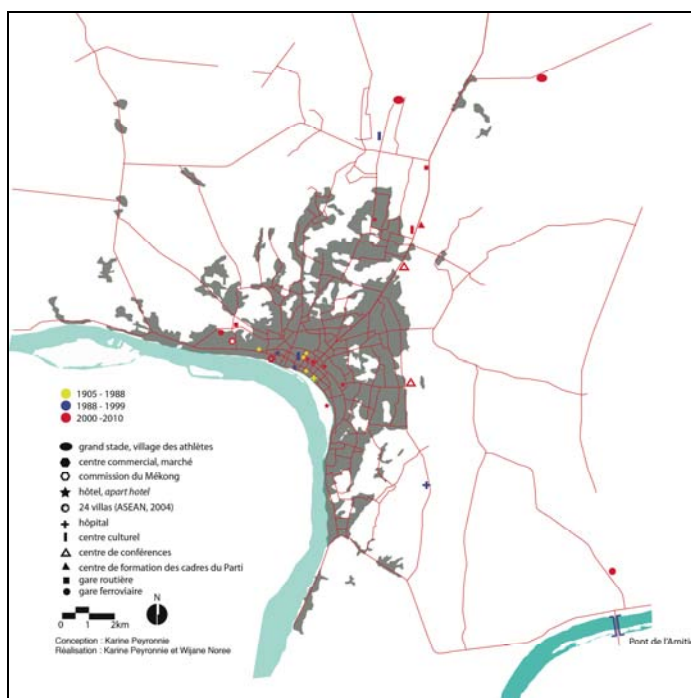 1905 - 1988
1988 - 1999
2000 -2010
grand stade, village des athlètes
centre commercial, marché
commission du Mékong
hôtel, apart hotel
24 villas (ASEAN, 2004)
hôpital
centre culturel
centre de conférences
centre de formation des cadres du Parti
gare routière
gare ferroviaire
N
0 1 2km
Conception : Karine Peyronnie
Réalisation : Karine Peyronnie et Wijane Noree
Pont de l'Amiti